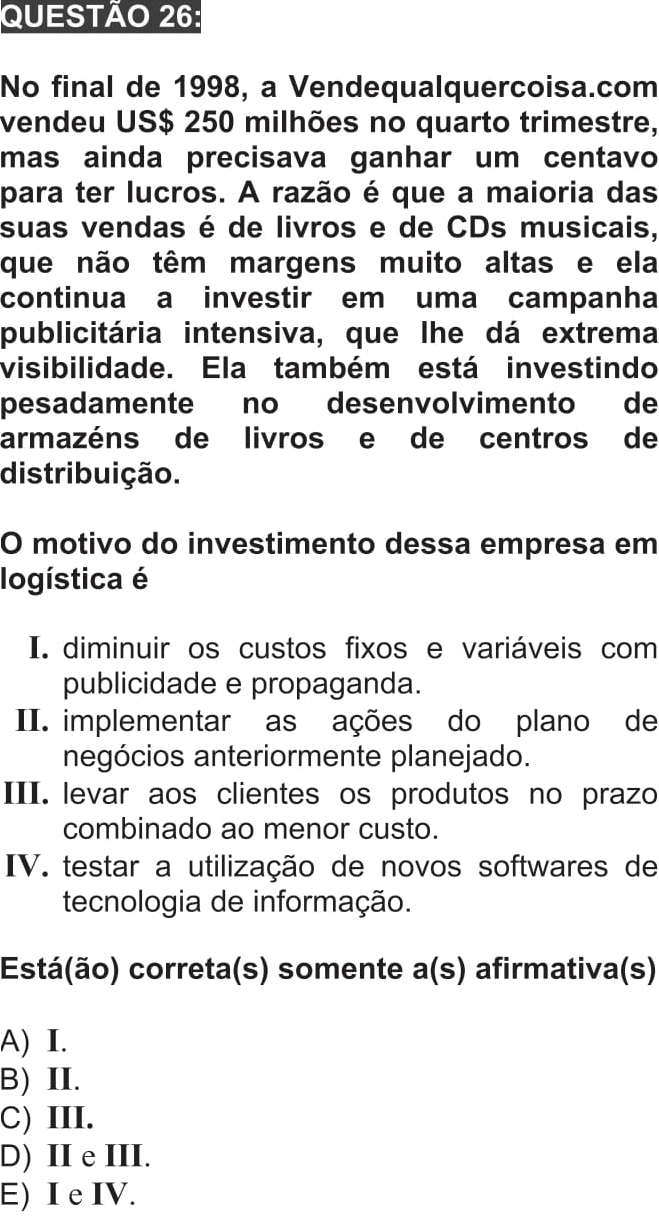 QUESTÃO 26:
No final de 1998, a Vendequalquercoisa.com
vendeu US$ 250 milhões no quarto trimestre,
mas ainda precisava ganhar um centavo
para ter lucros. A razão é que a maioria das
suas vendas é de livros e de CDs musicais,
que não têm margens muito altas e ela
continua a investir em uma campanha
publicitária intensiva, que lhe dá extrema
visibilidade. Ela também está investindo
pesadamente no desenvolvimento de
armazéns de livros e de centros de
distribuição.
O motivo do investimento dessa empresa em
logística é
I. diminuir os custos fixos e variáveis com
publicidade e propaganda.
II. implementar as ações do plano de
negócios anteriormente planejado.
III. levar aos clientes os produtos no prazo
combinado ao menor custo.
IV. testar a utilização de novos softwares de
tecnologia de informação.
Está(ão) correta(s) somente a(s) afirmativa(s)
A) I.
B) II.
C) III.
D) II e III.
E) I e IV.